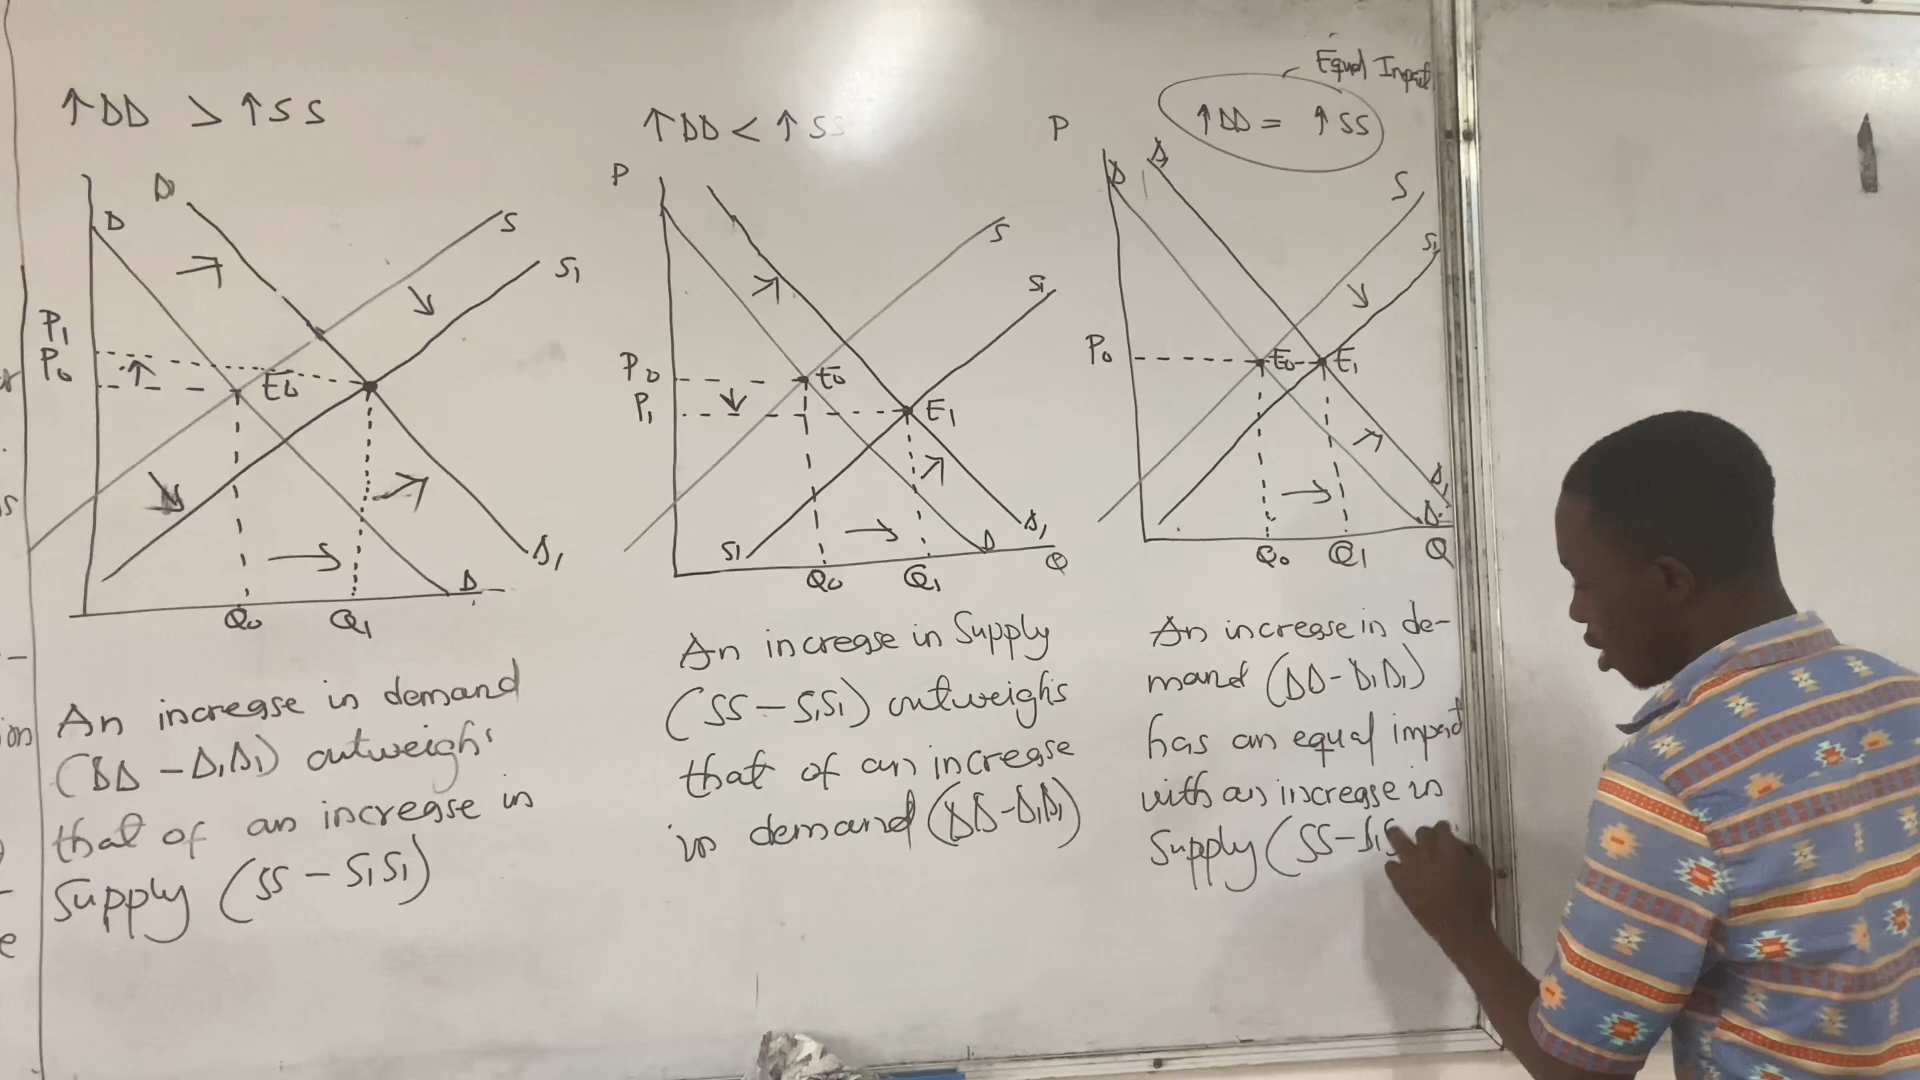 ↑DD > ↑SS
D
D
S
S1
P1
P0
E0
D1
D
Q0
Q1
An increase in demand
(DD - D1D1) outweighs
that of an increase in
Supply (SS - S1S1)
↑DD < ↑SS
P
S
S1
P0
E0
P1
E1
S1
D
D1
Q0
Q1
Q
An increase in Supply
(SS - S1S1) outweighs
that of an increase
in demand (DD-D1D1)
Equal Impact
↑DD = ↑SS
P
D
D1
S
S1
P0
E0
E1
D1
D
Q0
Q1
Q
An increase in de-
mand (DD-D1D1)
has an equal impact
with an increase in
Supply (SS-S1S